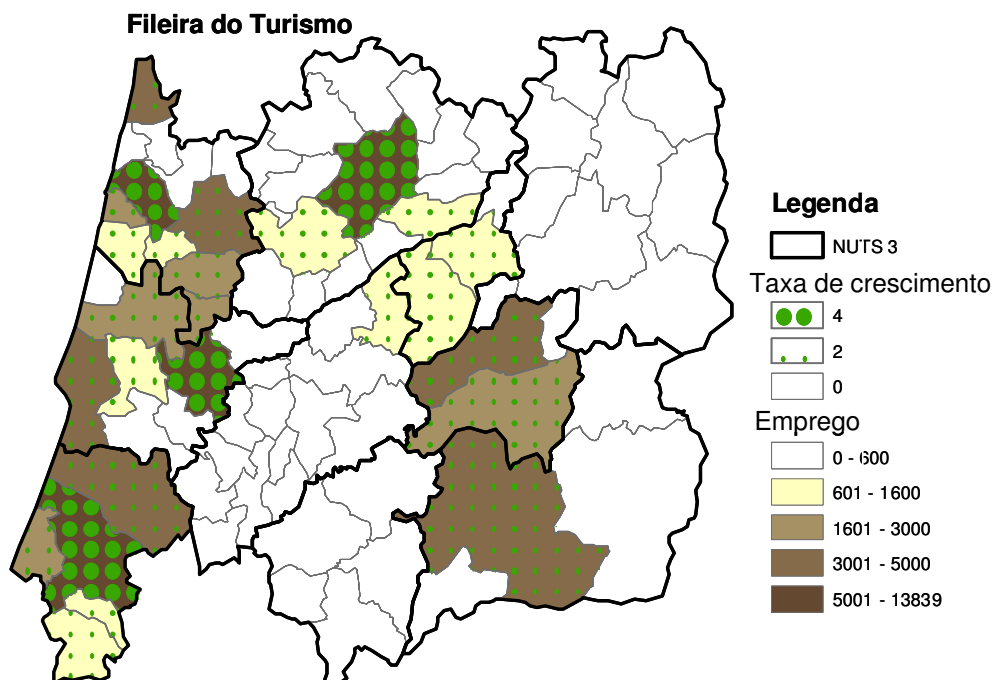 Fileira do Turismo
Legenda
NUTS 3
Taxa de crescimento
4
2
0
Emprego
0 - 600
601 - 1600
1601 - 3000
3001 - 5000
5001 - 13839